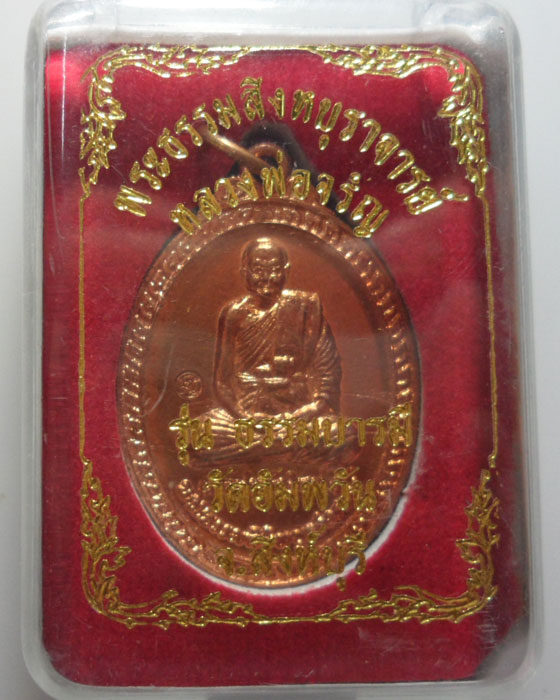 พระธรรมสิงหบุราจารย์
หลวงพ่อจรัญ
รุ่น ธรรมบารมี
วัดอัมพวัน
จ.สิงห์บุรี